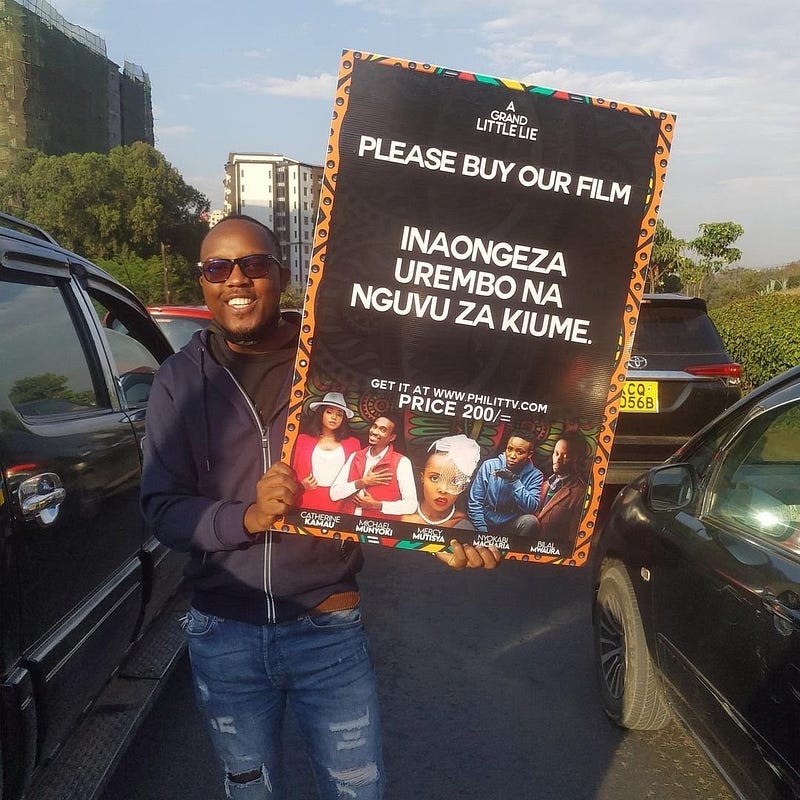 A
GRAND
LITTLE LIE
PLEASE BUY OUR FILM
INAONGEZA
UREMBO NA
NGUVU ZA KIUME.
GET IT AT WWW.PHILITTV.COM
PRICE 200/=
CATHERINE
KAMAU
MICHAEL
MUNYOKI
MERCY
MUTISYA
NYOKABI
MACHARIA
BILAL
MWAURA
056B